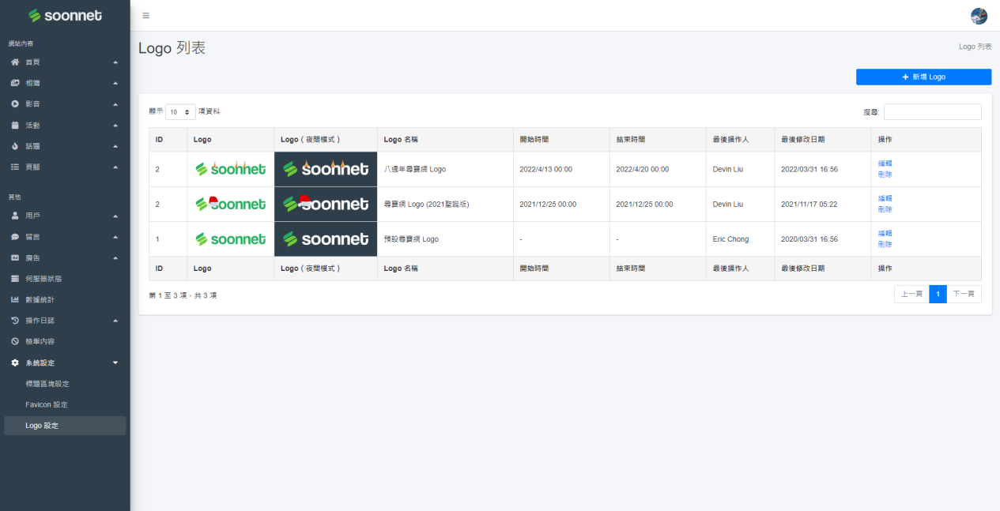 soonnet
網站內容
首頁
相簿
影音
活動
話題
頁腳
其他
用戶
留言
廣告
伺服器狀態
數據統計
操作日誌
檢舉內容
系統設定
標題區塊設定
Favicon 設定
Logo 設定
Logo 列表
Logo 列表
+ 新增 Logo
顯示 10 項資料
搜尋:
ID Logo Logo ( 夜間模式 ) Logo 名稱 開始時間 結束時間 最後操作人 最後修改日期 操作
2 soonnet soonnet 八週年尋寶網 Logo 2022/4/13 00:00 2022/4/20 00:00 Devin Liu 2022/03/31 16:56 編輯
刪除
2 soonnet soonnet 尋寶網 Logo (2021聖誕版) 2021/12/25 00:00 2021/12/25 00:00 Devin Liu 2021/11/17 05:22 編輯
刪除
1 soonnet soonnet 預設尋寶網 Logo - - Eric Chong 2020/03/31 16:56 編輯
刪除
ID Logo Logo ( 夜間模式 ) Logo 名稱 開始時間 結束時間 最後操作人 最後修改日期 操作
第 1 至 3 項，共 3 項
上一頁 1 下一頁